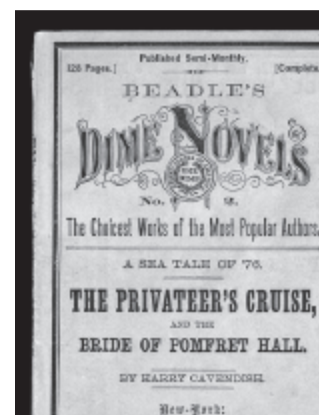 Published Semi-Monthly.
128 Pages.] [Complete
BEADLE'S
DIME NOVELS
No. 2.
The Choicest Works of the Most Popular Authors.
A SEA TALE OF '76.
THE PRIVATEER'S CRUISE,
AND THE
BRIDE OF POMFRET HALL.
BY HARRY CAVENDISH.
New-York: